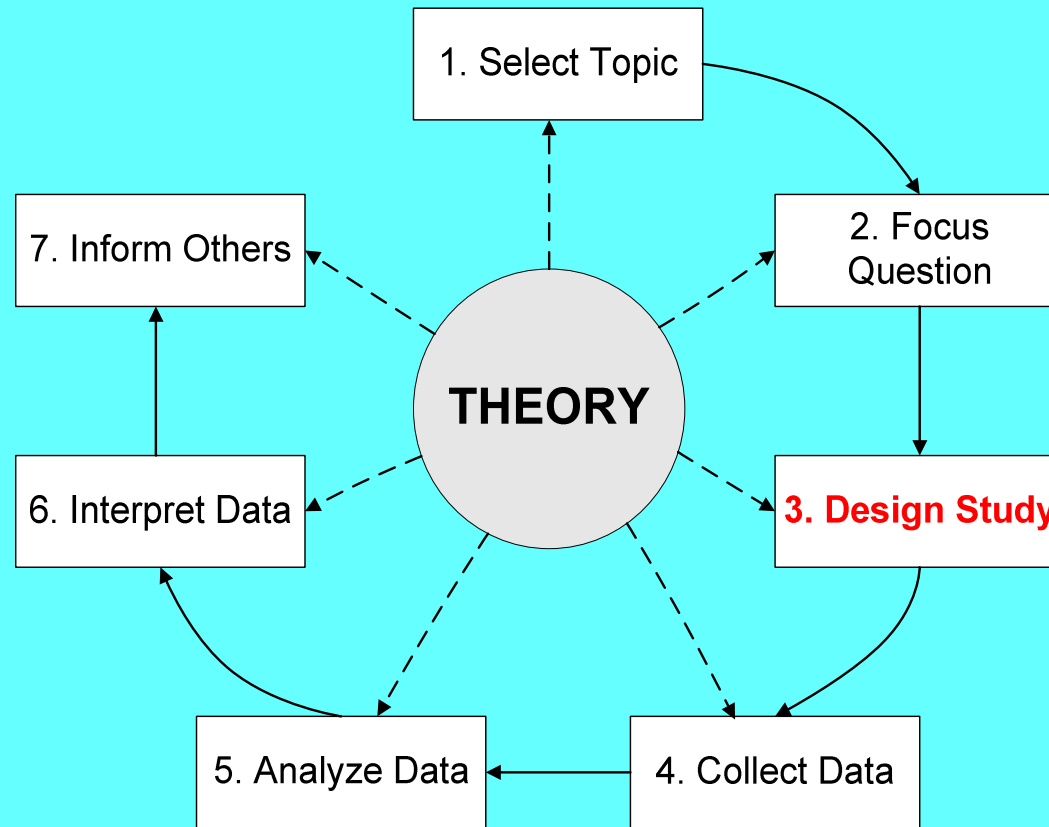 1. Select Topic
2. Focus
Question
3. Design Study
4. Collect Data
5. Analyze Data
6. Interpret Data
7. Inform Others
THEORY